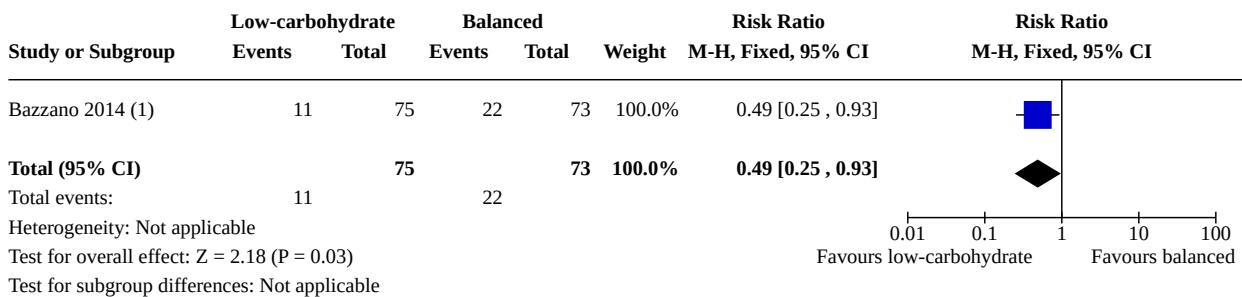 Low-carbohydrate Balanced Risk Ratio Risk Ratio
Study or Subgroup Events Total Events Total Weight M-H, Fixed, 95% CI M-H, Fixed, 95% CI
Bazzano 2014 (1) 11 75 22 73 100.0% 0.49 [0.25 , 0.93]
Total (95% CI) 75 73 100.0% 0.49 [0.25 , 0.93]
Total events: 11 22
Heterogeneity: Not applicable
0.01 0.1 1 10 100
Test for overall effect: Z = 2.18 (P = 0.03) Favours low-carbohydrate Favours balanced
Test for subgroup differences: Not applicable